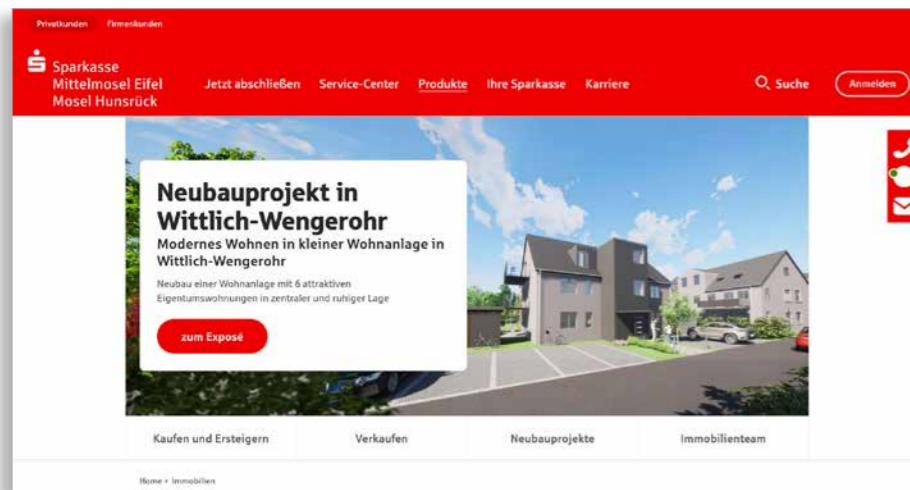 Privatkunden Firmenkunden
Sparkasse
Mittelmosel Eifel
Mosel Hunsrück
Jetzt abschließen Service-Center Produkte Ihre Sparkasse Karriere
Suche
Anmelden
Neubauprojekt in
Wittlich-Wengerohr
Modernes Wohnen in kleiner Wohnanlage in
Wittlich-Wengerohr
Neubau einer Wohnanlage mit 6 attraktiven
Eigentumswohnungen in zentraler und ruhiger Lage
zum Exposé
Kaufen und Ersteigern Verkaufen Neubauprojekte Immobilienteam
Home • Immobilien